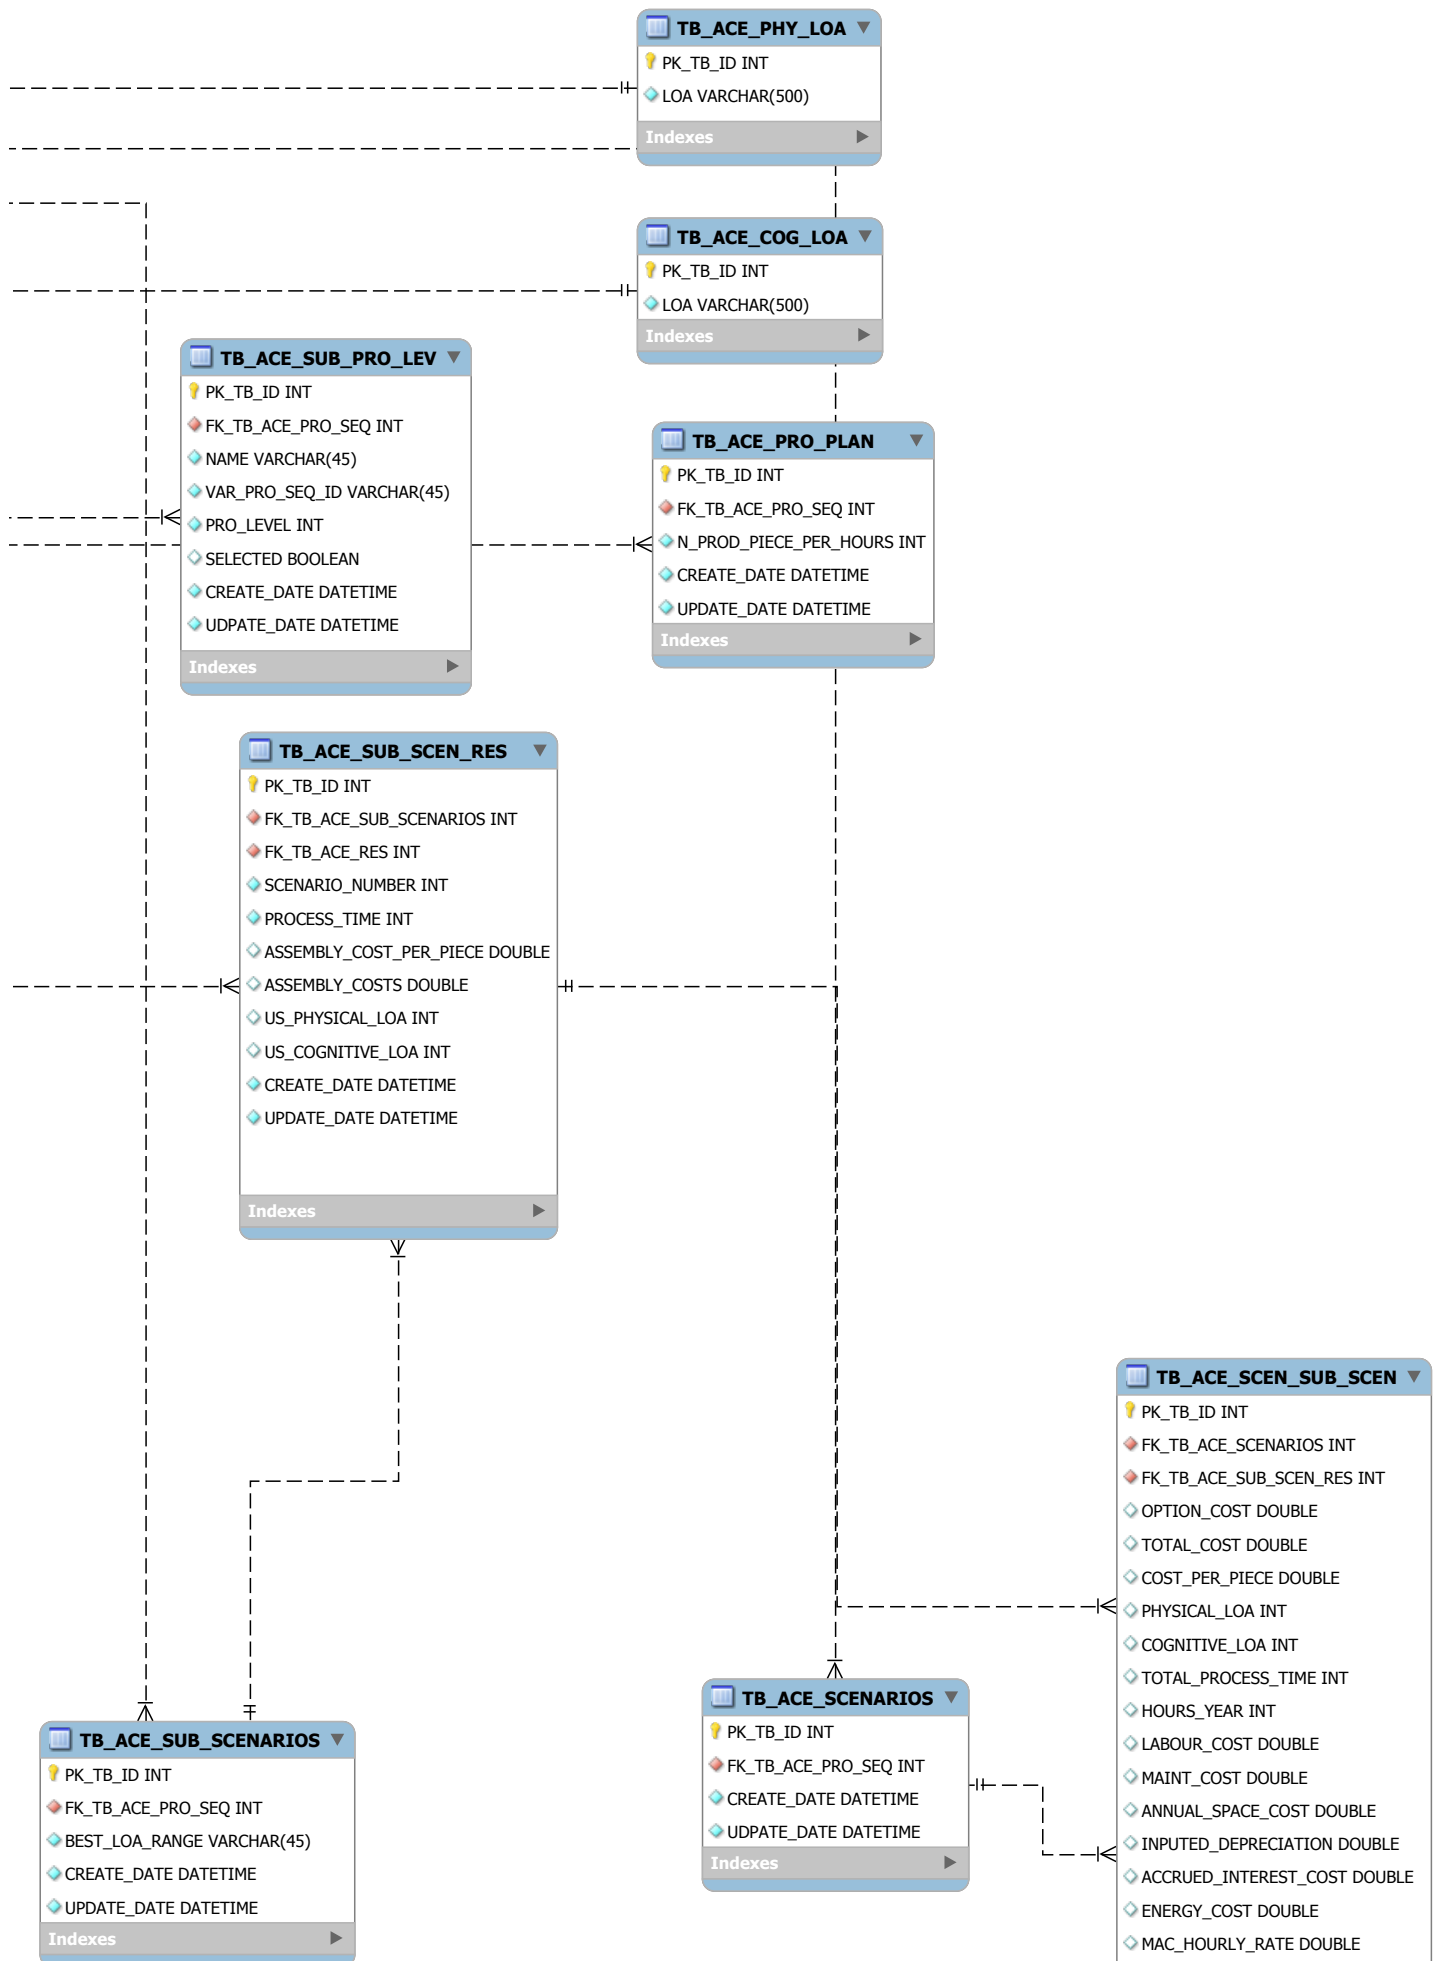 TB_ACE_PHY_LOA
PK_TB_ID INT
LOA VARCHAR(500)
Indexes
TB_ACE_COG_LOA
PK_TB_ID INT
LOA VARCHAR(500)
Indexes
TB_ACE_SUB_PRO_LEV
PK_TB_ID INT
FK_TB_ACE_PRO_SEQ INT
NAME VARCHAR(45)
VAR_PRO_SEQ_ID VARCHAR(45)
PRO_LEVEL INT
SELECTED BOOLEAN
CREATE_DATE DATETIME
UDPATE_DATE DATETIME
Indexes
TB_ACE_PRO_PLAN
PK_TB_ID INT
FK_TB_ACE_PRO_SEQ INT
N_PROD_PIECE_PER_HOURS INT
CREATE_DATE DATETIME
UPDATE_DATE DATETIME
Indexes
TB_ACE_SUB_SCEN_RES
PK_TB_ID INT
FK_TB_ACE_SUB_SCENARIOS INT
FK_TB_ACE_RES INT
SCENARIO_NUMBER INT
PROCESS_TIME INT
ASSEMBLY_COST_PER_PIECE DOUBLE
ASSEMBLY_COSTS DOUBLE
US_PHYSICAL_LOA INT
US_COGNITIVE_LOA INT
CREATE_DATE DATETIME
UPDATE_DATE DATETIME
Indexes
TB_ACE_SCEN_SUB_SCEN
PK_TB_ID INT
FK_TB_ACE_SCENARIOS INT
FK_TB_ACE_SUB_SCEN_RES INT
OPTION_COST DOUBLE
TOTAL_COST DOUBLE
COST_PER_PIECE DOUBLE
PHYSICAL_LOA INT
COGNITIVE_LOA INT
TOTAL_PROCESS_TIME INT
HOURS_YEAR INT
LABOUR_COST DOUBLE
MAINT_COST DOUBLE
ANNUAL_SPACE_COST DOUBLE
INPUTED_DEPRECIATION DOUBLE
ACCRUED_INTEREST_COST DOUBLE
ENERGY_COST DOUBLE
MAC_HOURLY_RATE DOUBLE
TB_ACE_SCENARIOS
PK_TB_ID INT
FK_TB_ACE_PRO_SEQ INT
CREATE_DATE DATETIME
UDPATE_DATE DATETIME
Indexes
TB_ACE_SUB_SCENARIOS
PK_TB_ID INT
FK_TB_ACE_PRO_SEQ INT
BEST_LOA_RANGE VARCHAR(45)
CREATE_DATE DATETIME
UPDATE_DATE DATETIME
Indexes